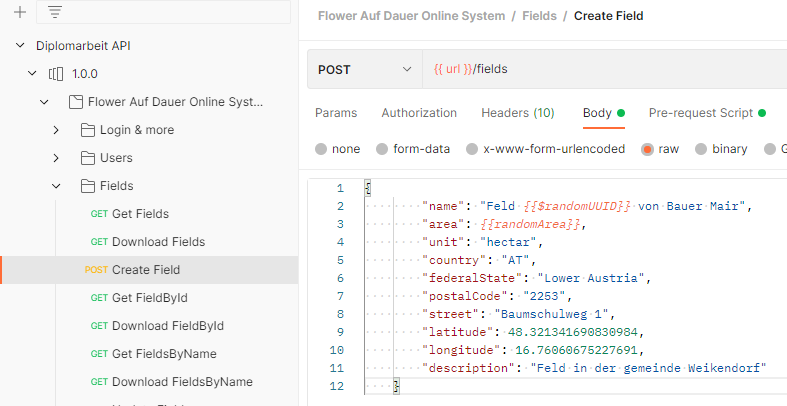 Diplomarbeit API
1.0.0
Flower Auf Dauer Online Syst...
Login & more
Users
Fields
GET Get Fields
GET Download Fields
POST Create Field
GET Get FieldById
GET Download FieldById
GET Get FieldsByName
GET Download FieldsByName
Flower Auf Dauer Online System / Fields / Create Field
POST {{ url }}/fields
Params Authorization Headers (10) Body Pre-request Script
none form-data x-www-form-urlencoded raw binary
1 {
2 "name": "Feld {{$randomUUID}} von Bauer Mair",
3 "area": {{randomArea}},
4 "unit": "hectar",
5 "country": "AT",
6 "federalState": "Lower Austria",
7 "postalCode": "2253",
8 "street": "Baumschulweg 1",
9 "latitude": 48.321341690830984,
10 "longitude": 16.76060675227691,
11 "description": "Feld in der gemeinde Weikendorf"
12 }